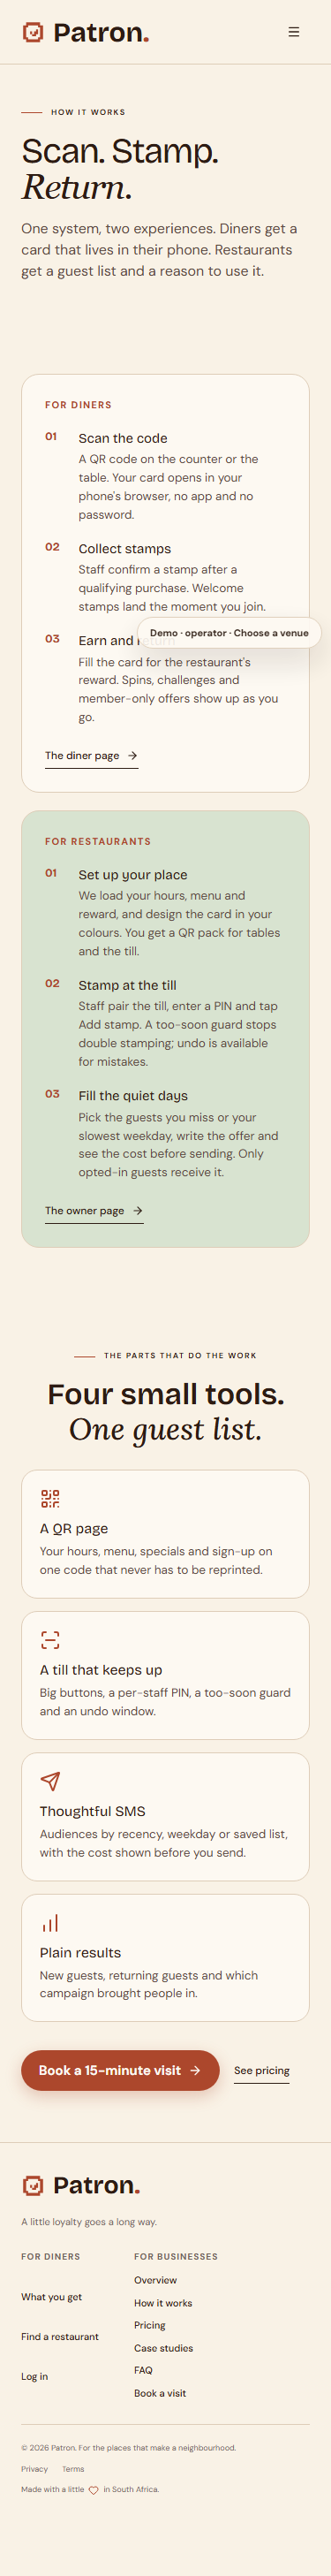 Patron.
HOW IT WORKS
Scan. Stamp.
Return.
One system, two experiences. Diners get a
card that lives in their phone. Restaurants
get a guest list and a reason to use it.
FOR DINERS
01 Scan the code
A QR code on the counter or the
table. Your card opens in your
phone's browser, no app and no
password.
02 Collect stamps
Staff confirm a stamp after a
qualifying purchase. Welcome
stamps land the moment you join.
Demo · operator · Choose a venue
03 Earn and return
Fill the card for the restaurant's
reward. Spins, challenges and
member-only offers show up as you
go.
The diner page →
FOR RESTAURANTS
01 Set up your place
We load your hours, menu and
reward, and design the card in your
colours. You get a QR pack for tables
and the till.
02 Stamp at the till
Staff pair the till, enter a PIN and tap
Add stamp. A too-soon guard stops
double stamping; undo is available
for mistakes.
03 Fill the quiet days
Pick the guests you miss or your
slowest weekday, write the offer and
see the cost before sending. Only
opted-in guests receive it.
The owner page →
THE PARTS THAT DO THE WORK
Four small tools.
One guest list.
A QR page
Your hours, menu, specials and sign-up on
one code that never has to be reprinted.
A till that keeps up
Big buttons, a per-staff PIN, a too-soon guard
and an undo window.
Thoughtful SMS
Audiences by recency, weekday or saved list,
with the cost shown before you send.
Plain results
New guests, returning guests and which
campaign brought people in.
Book a 15-minute visit →
See pricing
Patron.
A little loyalty goes a long way.
FOR DINERS
What you get
Find a restaurant
Log in
FOR BUSINESSES
Overview
How it works
Pricing
Case studies
FAQ
Book a visit
© 2026 Patron. For the places that make a neighbourhood.
Privacy Terms
Made with a little ♡ in South Africa.